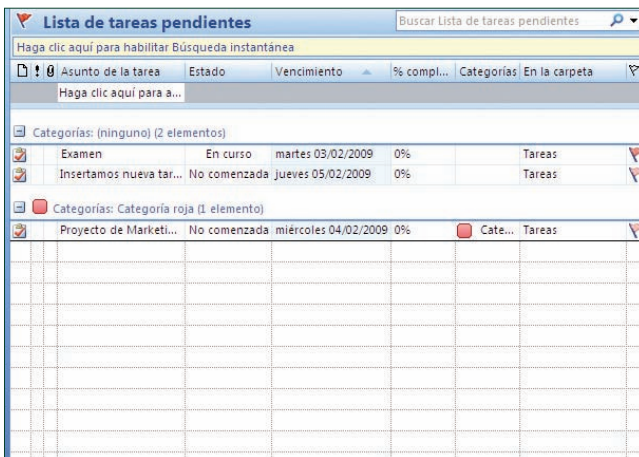 Lista de tareas pendientes Buscar Lista de tareas pendientes
Haga clic aquí para habilitar Búsqueda instantánea
Asunto de la tarea Estado Vencimiento % compl... Categorías En la carpeta
Haga clic aquí para a...
Categorías: (ninguno) (2 elementos)
Examen En curso martes 03/02/2009 0% Tareas
Insertamos nueva tar... No comenzada jueves 05/02/2009 0% Tareas
Categorías: Categoría roja (1 elemento)
Proyecto de Marketi... No comenzada miércoles 04/02/2009 0% Cate... Tareas